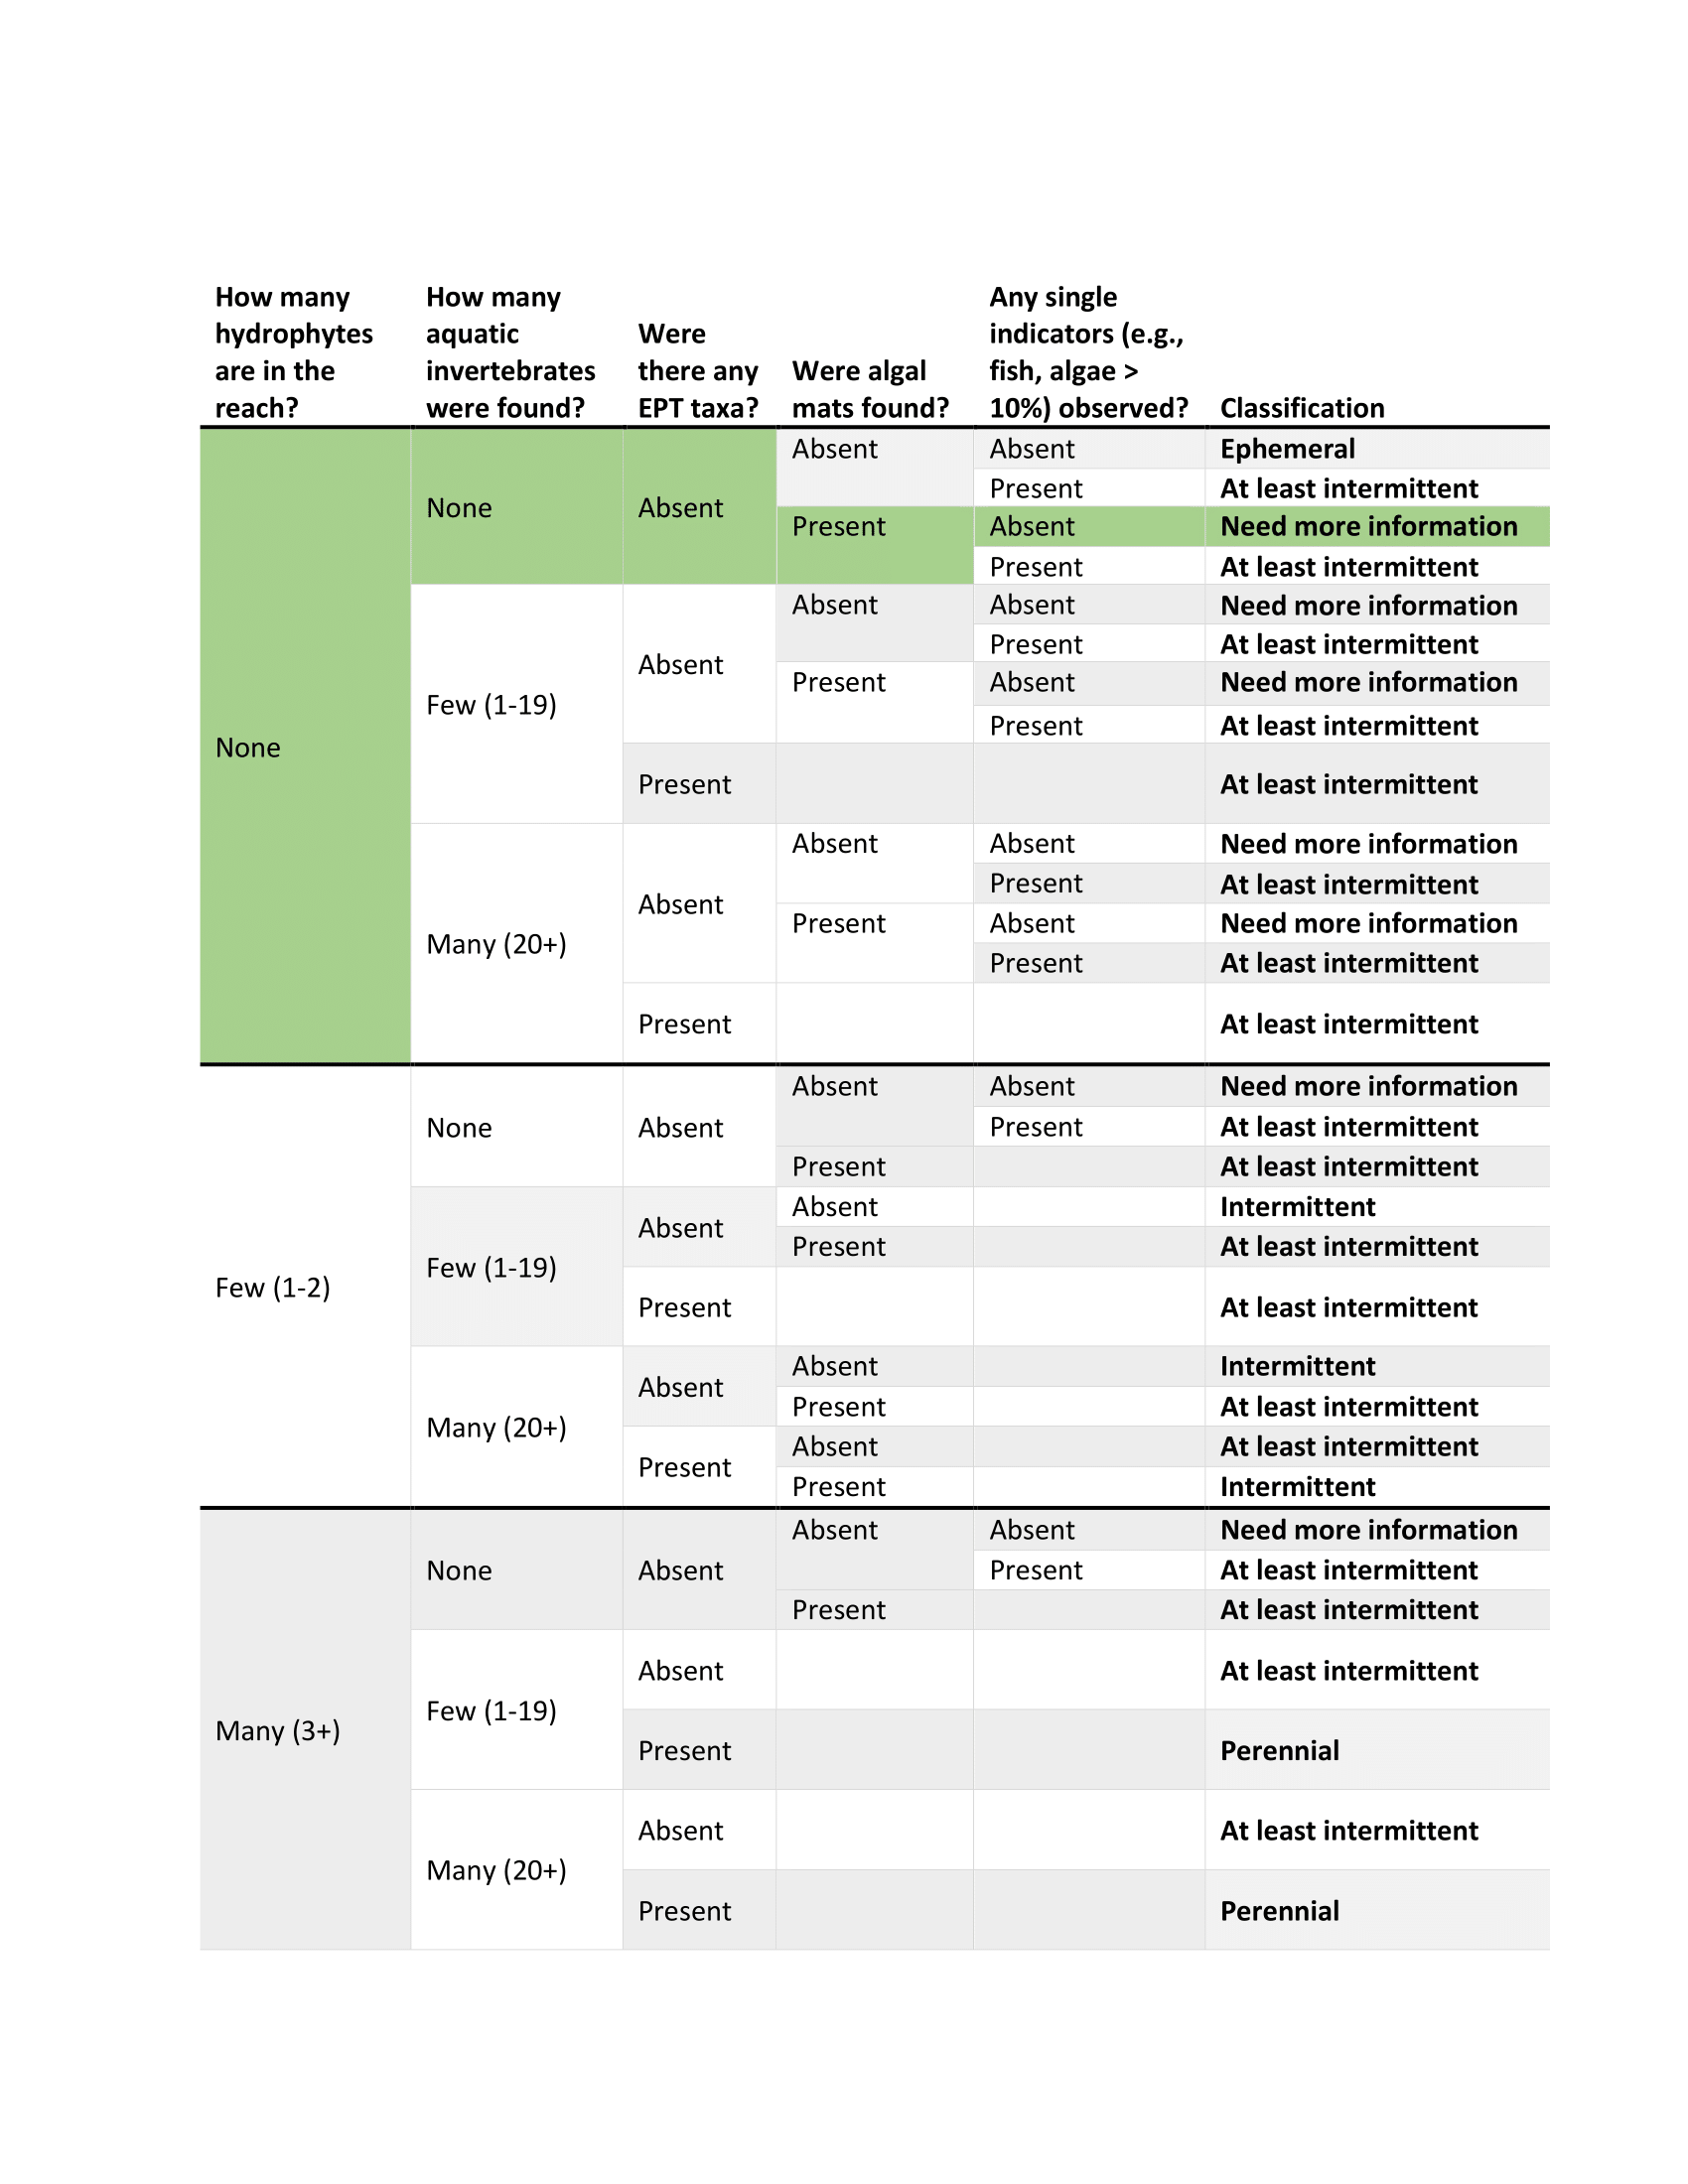 How many
hydrophytes
are in the
reach?
How many
aquatic
invertebrates
were found?
Were
there any
EPT taxa?
Were algal
mats found?
Any single
indicators (e.g.,
fish, algae >
10%) observed?
Classification
None
None
Absent
Absent
Absent
Ephemeral
Present
At least intermittent
Present
Absent
Need more information
Present
At least intermittent
Few (1-19)
Absent
Absent
Absent
Need more information
Present
At least intermittent
Present
Absent
Need more information
Present
At least intermittent
Present
At least intermittent
Many (20+)
Absent
Absent
Absent
Need more information
Present
At least intermittent
Present
Absent
Need more information
Present
At least intermittent
Present
At least intermittent
Few (1-2)
None
Absent
Absent
Absent
Need more information
Present
At least intermittent
Present
At least intermittent
Few (1-19)
Absent
Absent
Intermittent
Present
At least intermittent
Present
At least intermittent
Many (20+)
Absent
Absent
Intermittent
Present
At least intermittent
Present
Absent
At least intermittent
Present
Intermittent
Many (3+)
None
Absent
Absent
Absent
Need more information
Present
At least intermittent
Present
At least intermittent
Few (1-19)
Absent
At least intermittent
Present
Perennial
Many (20+)
Absent
At least intermittent
Present
Perennial